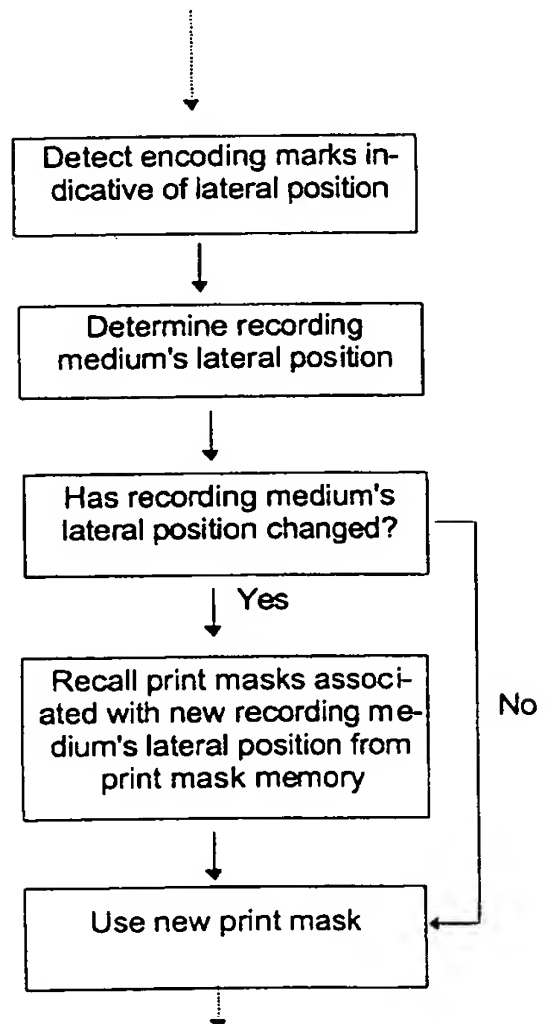 Detect encoding marks in-
dicative of lateral position
Determine recording
medium's lateral position
Has recording medium's
lateral position changed?
Yes
Recall print masks associ-
ated with new recording me-
dium's lateral position from
print mask memory
No
Use new print mask